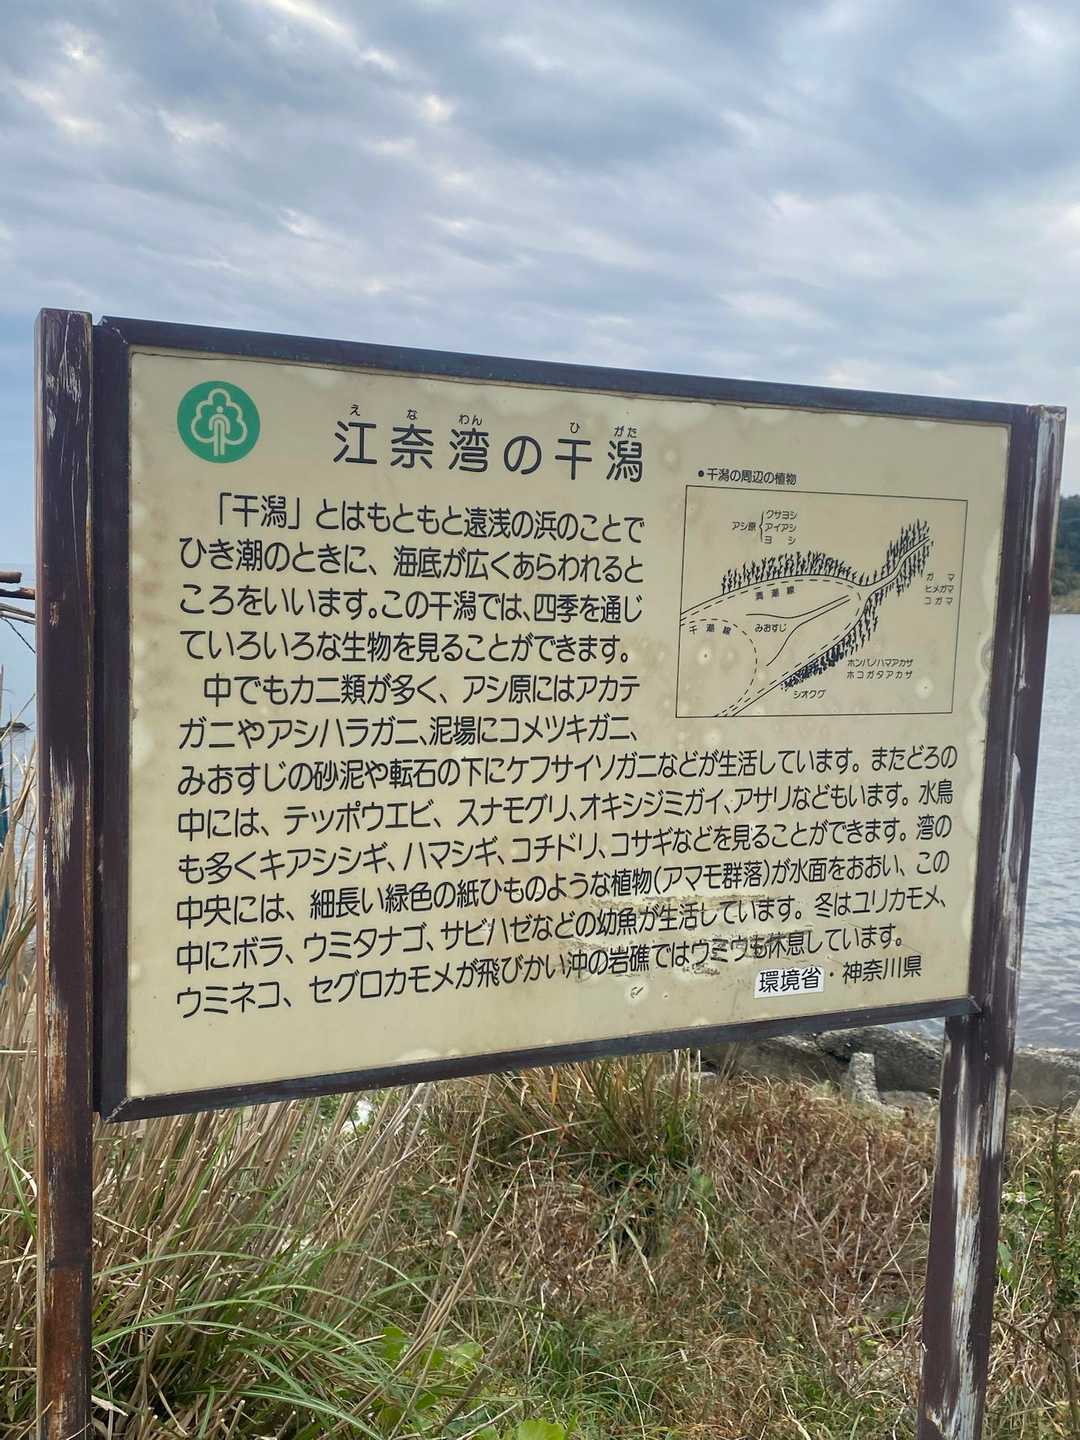 江奈湾の干潟
えなわんひがた
「干潟」とはもともと遠浅の浜のことで
ひき潮のときに、海底が広くあらわれると
ころをいいます。この干潟では、四季を通じ
ていろいろな生物を見ることができます。
中でもカニ類が多く、アシ原にはアカテ
ガニやアシハラガニ、泥場にコメツキガニ、
みおすじの砂泥や転石の下にケフサイソガニなどが生活しています。またどろの
中には、テッポウエビ、スナモグリ、オキシジミガイ、アサリなどもいます。水鳥
も多くキアシシギ、ハマシギ、コチドリ、コサギなどを見ることができます。湾の
中央には、細長い緑色の紙ひものような植物(アマモ群落)が水面をおおい、この
中にボラ、ウミタナゴ、サビハゼなどの幼魚が生活しています。冬はユリカモメ、
ウミネコ、セグロカモメが飛びかい沖の岩礁ではウミウも休息しています。
環境省・神奈川県
●干潟の周辺の植物
アシ原
クサヨシ
アイアシ
ヨシ
満潮線
干潮線
みおすじ
ガマ
ヒメガマ
コガマ
ホソバノハマアカザ
ホコガタアカザ
シオクグ